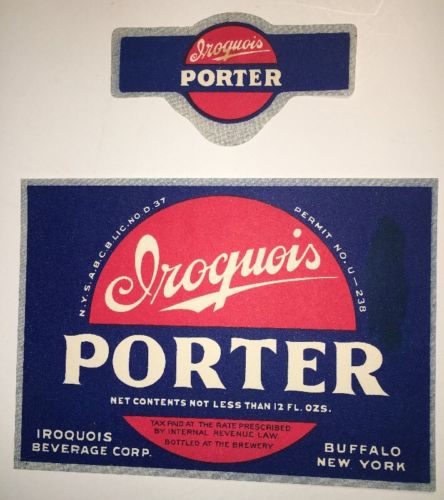 Iroquois
PORTER
N.Y.S.A.B.C.B.LIC.NO.D.37
PERMIT NO. U-238
Iroquois
PORTER
NET CONTENTS NOT LESS THAN 12 FL. OZS.
TAX PAID AT THE RATE PRESCRIBED
BY INTERNAL REVENUE LAW
BOTTLED AT THE BREWERY
IROQUOIS
BEVERAGE CORP.
BUFFALO
NEW YORK